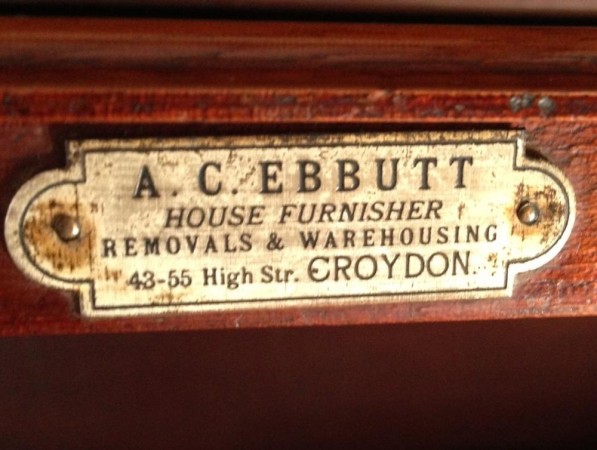 A. C. EBBUTT
HOUSE FURNISHER
REMOVALS & WAREHOUSING
43-55 High Str. CROYDON.